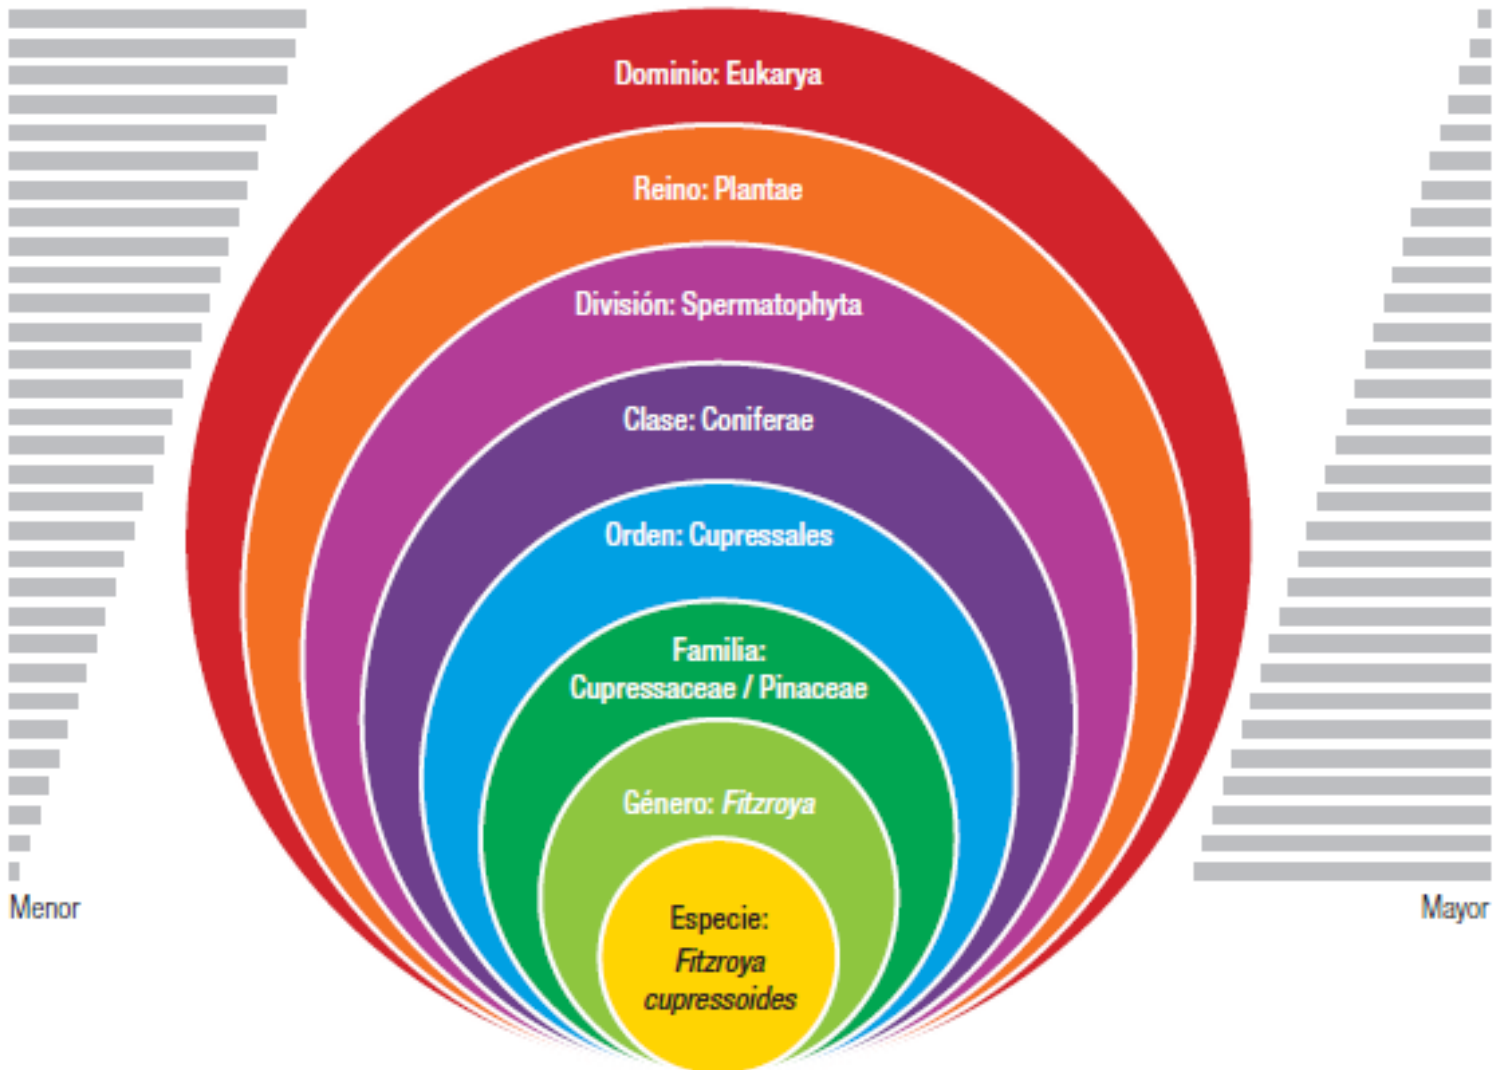 Dominio: Eukarya
Reino: Plantae
División: Spermatophyta
Clase: Coniferae
Orden: Cupressales
Familia:
Cupressaceae / Pinaceae
Género: Fitzroya
Especie:
Fitzroya
cupressoides
Menor
Mayor